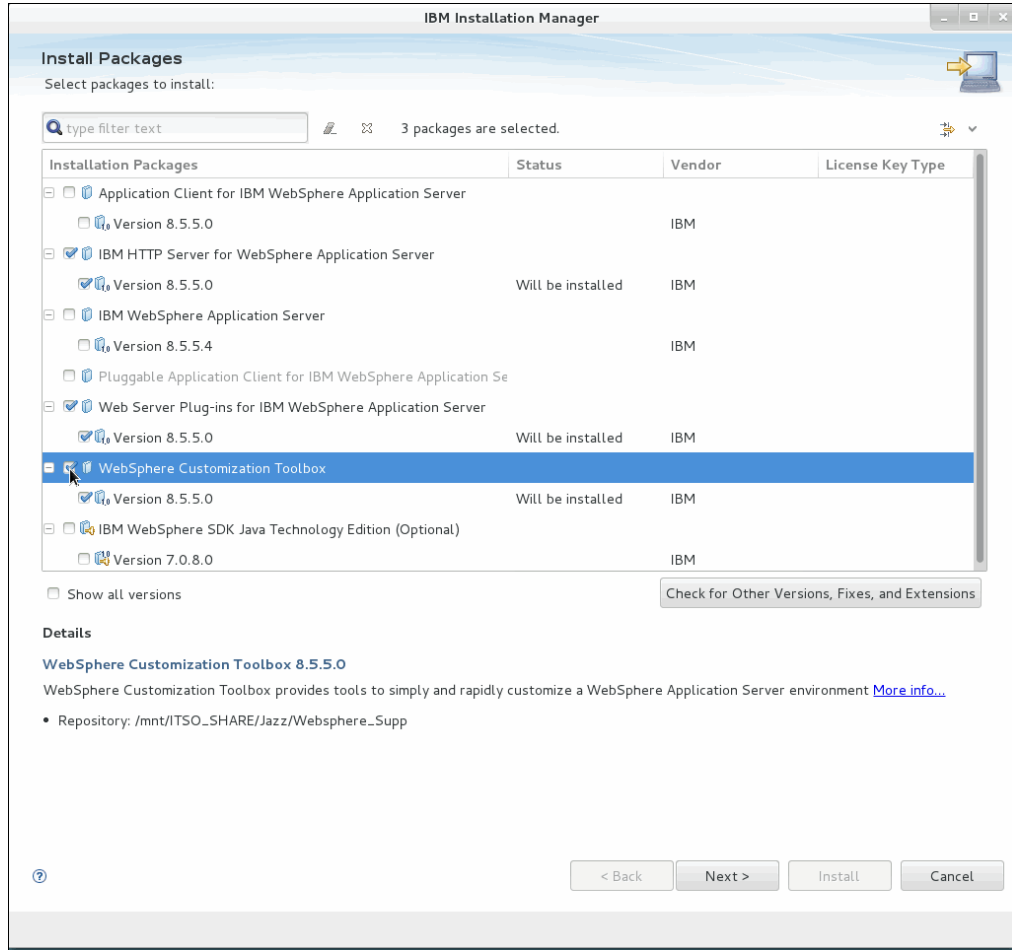 IBM Installation Manager
Install Packages
Select packages to install:
type filter text
3 packages are selected.
Installation Packages Status Vendor License Key Type
Application Client for IBM WebSphere Application Server
Version 8.5.5.0 IBM
IBM HTTP Server for WebSphere Application Server
Version 8.5.5.0 Will be installed IBM
IBM WebSphere Application Server
Version 8.5.5.4 IBM
Pluggable Application Client for IBM WebSphere Application Se
Web Server Plug-ins for IBM WebSphere Application Server
Version 8.5.5.0 Will be installed IBM
WebSphere Customization Toolbox
Version 8.5.5.0 Will be installed IBM
IBM WebSphere SDK Java Technology Edition (Optional)
Version 7.0.8.0 IBM
Show all versions
Check for Other Versions, Fixes, and Extensions
Details
WebSphere Customization Toolbox 8.5.5.0
WebSphere Customization Toolbox provides tools to simply and rapidly customize a WebSphere Application Server environment More info...
• Repository: /mnt/ITSO_SHARE/Jazz/Websphere_Supp
? < Back Next > Install Cancel